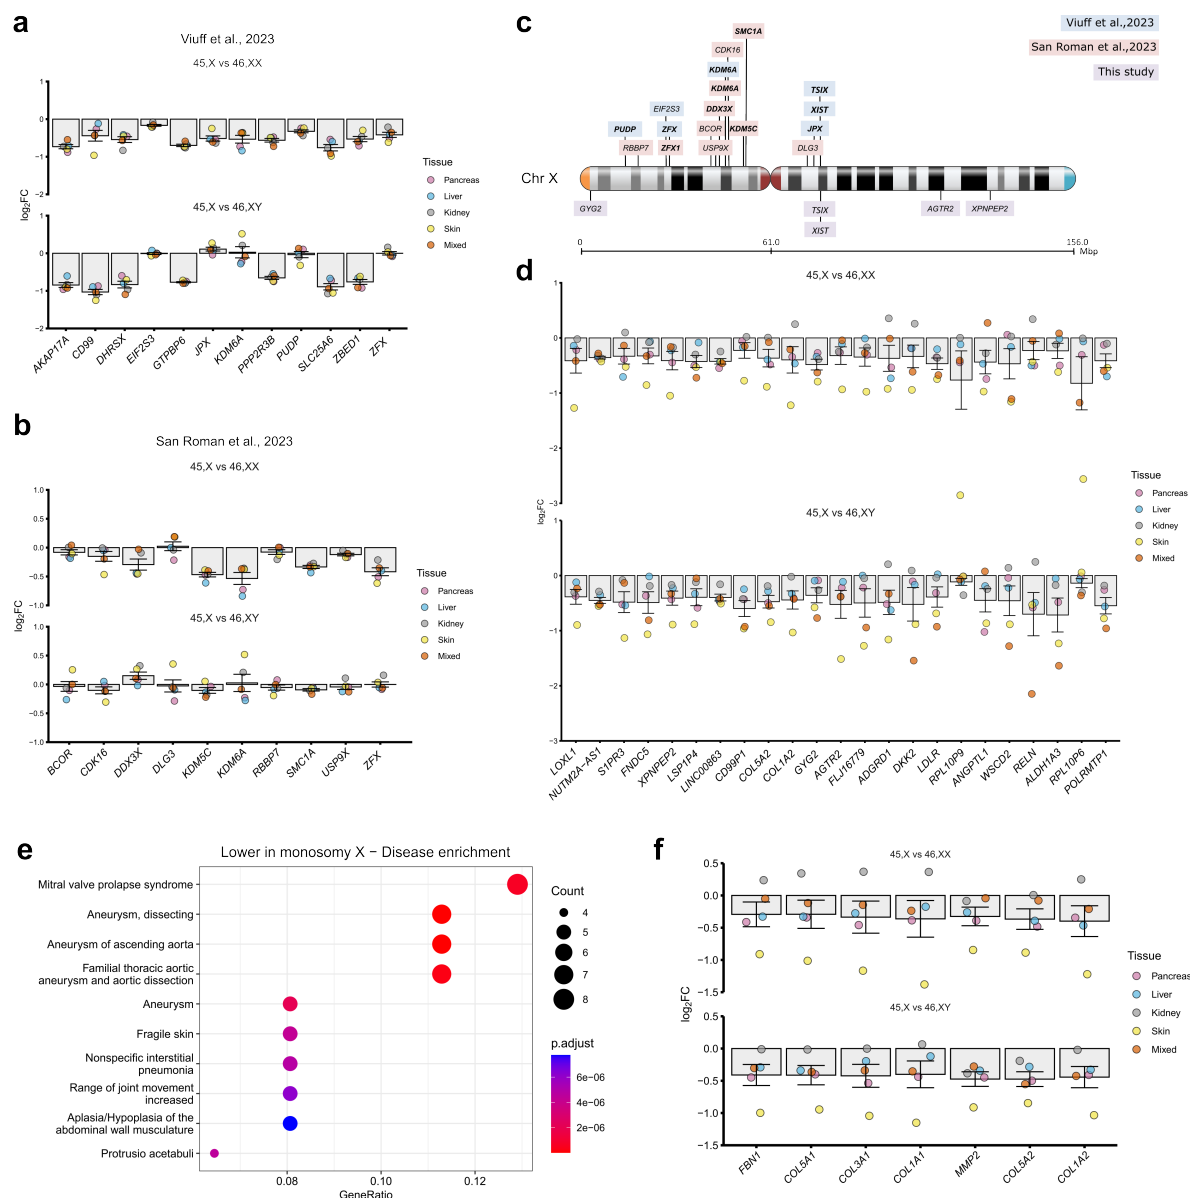 a
Viuff et al., 2023
45,X vs 46,XX
1
0
−1
−2
log2FC
45,X vs 46,XY
1
0
−1
−2
AKAP17A
CD99
DHRSX
EIF2S3
GTPBP6
JPX
KDM6A
PPP2R3B
PUDP
SLC25A6
ZBED1
ZFX
Tissue
Pancreas
Liver
Kidney
Skin
Mixed
b
San Roman et al., 2023
45,X vs 46,XX
1.0
0.5
0.0
−0.5
−1.0
log2FC
45,X vs 46,XY
1.0
0.5
0.0
−0.5
−1.0
BCOR
CDK16
DDX3X
DLG3
KDM5C
KDM6A
RBBP7
SMC1A
USP9X
ZFX
Tissue
Pancreas
Liver
Kidney
Skin
Mixed
c
Viuff et al.,2023
San Roman et al.,2023
This study
SMC1A
CDK16
KDM6A
KDM6A
TSIX
EIF2S3
DDX3X
XIST
PUDP
ZFX
BCOR
KDM5C
JPX
RBBP7
ZFX1
USP9X
DLG3
Chr X
GYG2
TSIX
AGTR2
XPNPEP2
XIST
0
61.0
156.0
Mbp
d
45,X vs 46,XX
1
0
−1
−2
−3
log2FC
45,X vs 46,XY
1
0
−1
−2
−3
LOXL1
NUTM2A−AS1
S1PR3
FNDC5
XPNPEP2
LSP1P4
LINC00863
CD99P1
COL5A2
COL1A2
GYG2
AGTR2
FLJ16779
ADGRD1
DKK2
LDLR
RPL10P9
ANGPTL1
WSCD2
RELN
ALDH1A3
RPL10P6
POLRMTP1
Tissue
Pancreas
Liver
Kidney
Skin
Mixed
e
Lower in monosomy X − Disease enrichment
Mitral valve prolapse syndrome
Aneurysm, dissecting
Aneurysm of ascending aorta
Familial thoracic aortic
aneurysm and aortic dissection
Aneurysm
Fragile skin
Nonspecific interstitial
pneumonia
Range of joint movement
increased
Aplasia/Hypoplasia of the
abdominal wall musculature
Protrusio acetabuli
0.08
0.10
0.12
GeneRatio
Count
4
5
6
7
8
p.adjust
6e−06
4e−06
2e−06
f
45,X vs 46,XX
0.5
0.0
−0.5
−1.0
−1.5
log2FC
45,X vs 46,XY
0.5
0.0
−0.5
−1.0
−1.5
FBN1
COL5A1
COL3A1
COL1A1
MMP2
COL5A2
COL1A2
Tissue
Pancreas
Liver
Kidney
Skin
Mixed